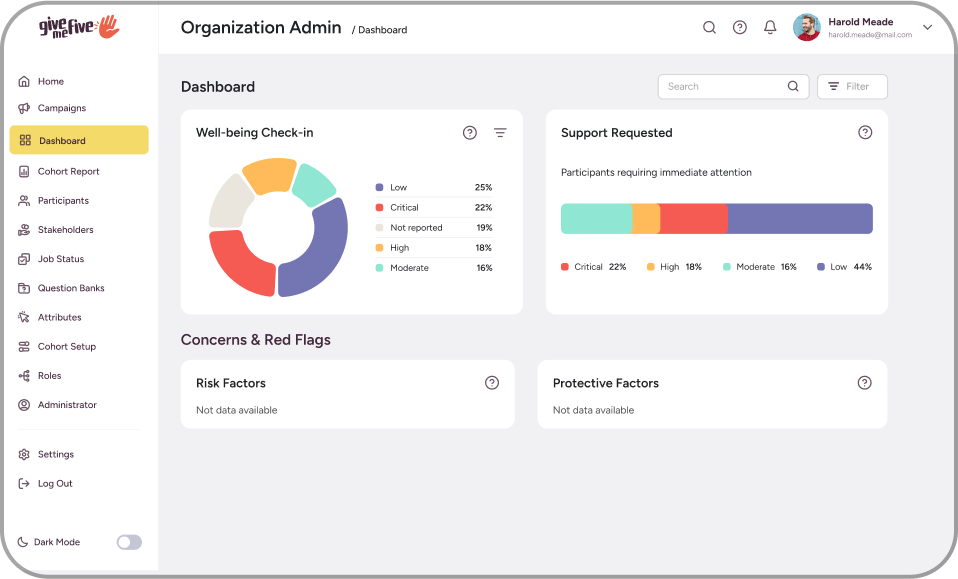 give me five
Organization Admin / Dashboard
Harold Meade
harold.meade@mail.com
Home
Campaigns
Dashboard
Cohort Report
Participants
Stakeholders
Job Status
Question Banks
Attributes
Cohort Setup
Roles
Administrator
Settings
Log Out
Dark Mode
Dashboard
Search
Filter
Well-being Check-in
Low 25%
Critical 22%
Not reported 19%
High 18%
Moderate 16%
Support Requested
Participants requiring immediate attention
Critical 22% High 18% Moderate 16% Low 44%
Concerns & Red Flags
Risk Factors
Not data available
Protective Factors
Not data available